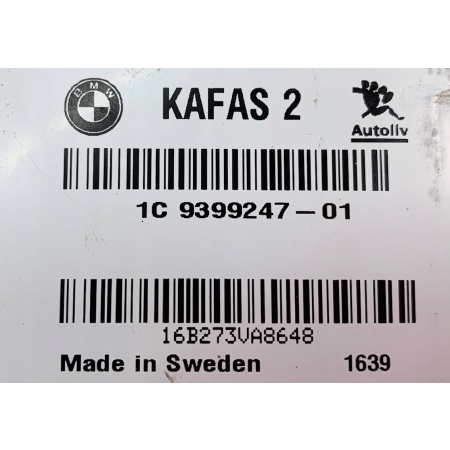 BMW KAFAS 2 Autoliv
1C 9399247-01
16B273VA8648
Made in Sweden 1639